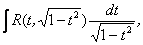 ∫ R(t, √(1−t²)) dt/√(1−t²),